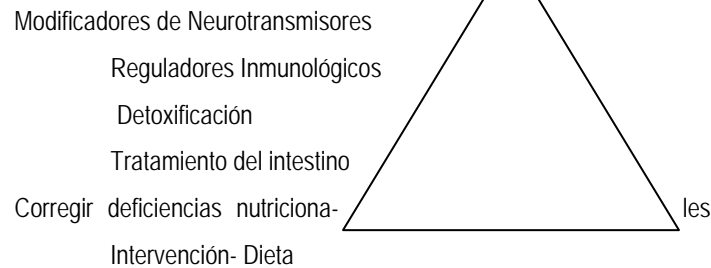 Modificadores de Neurotransmisores
Reguladores Inmunológicos
Detoxificación
Tratamiento del intestino
Corregir deficiencias nutriciona-les
Intervención- Dieta